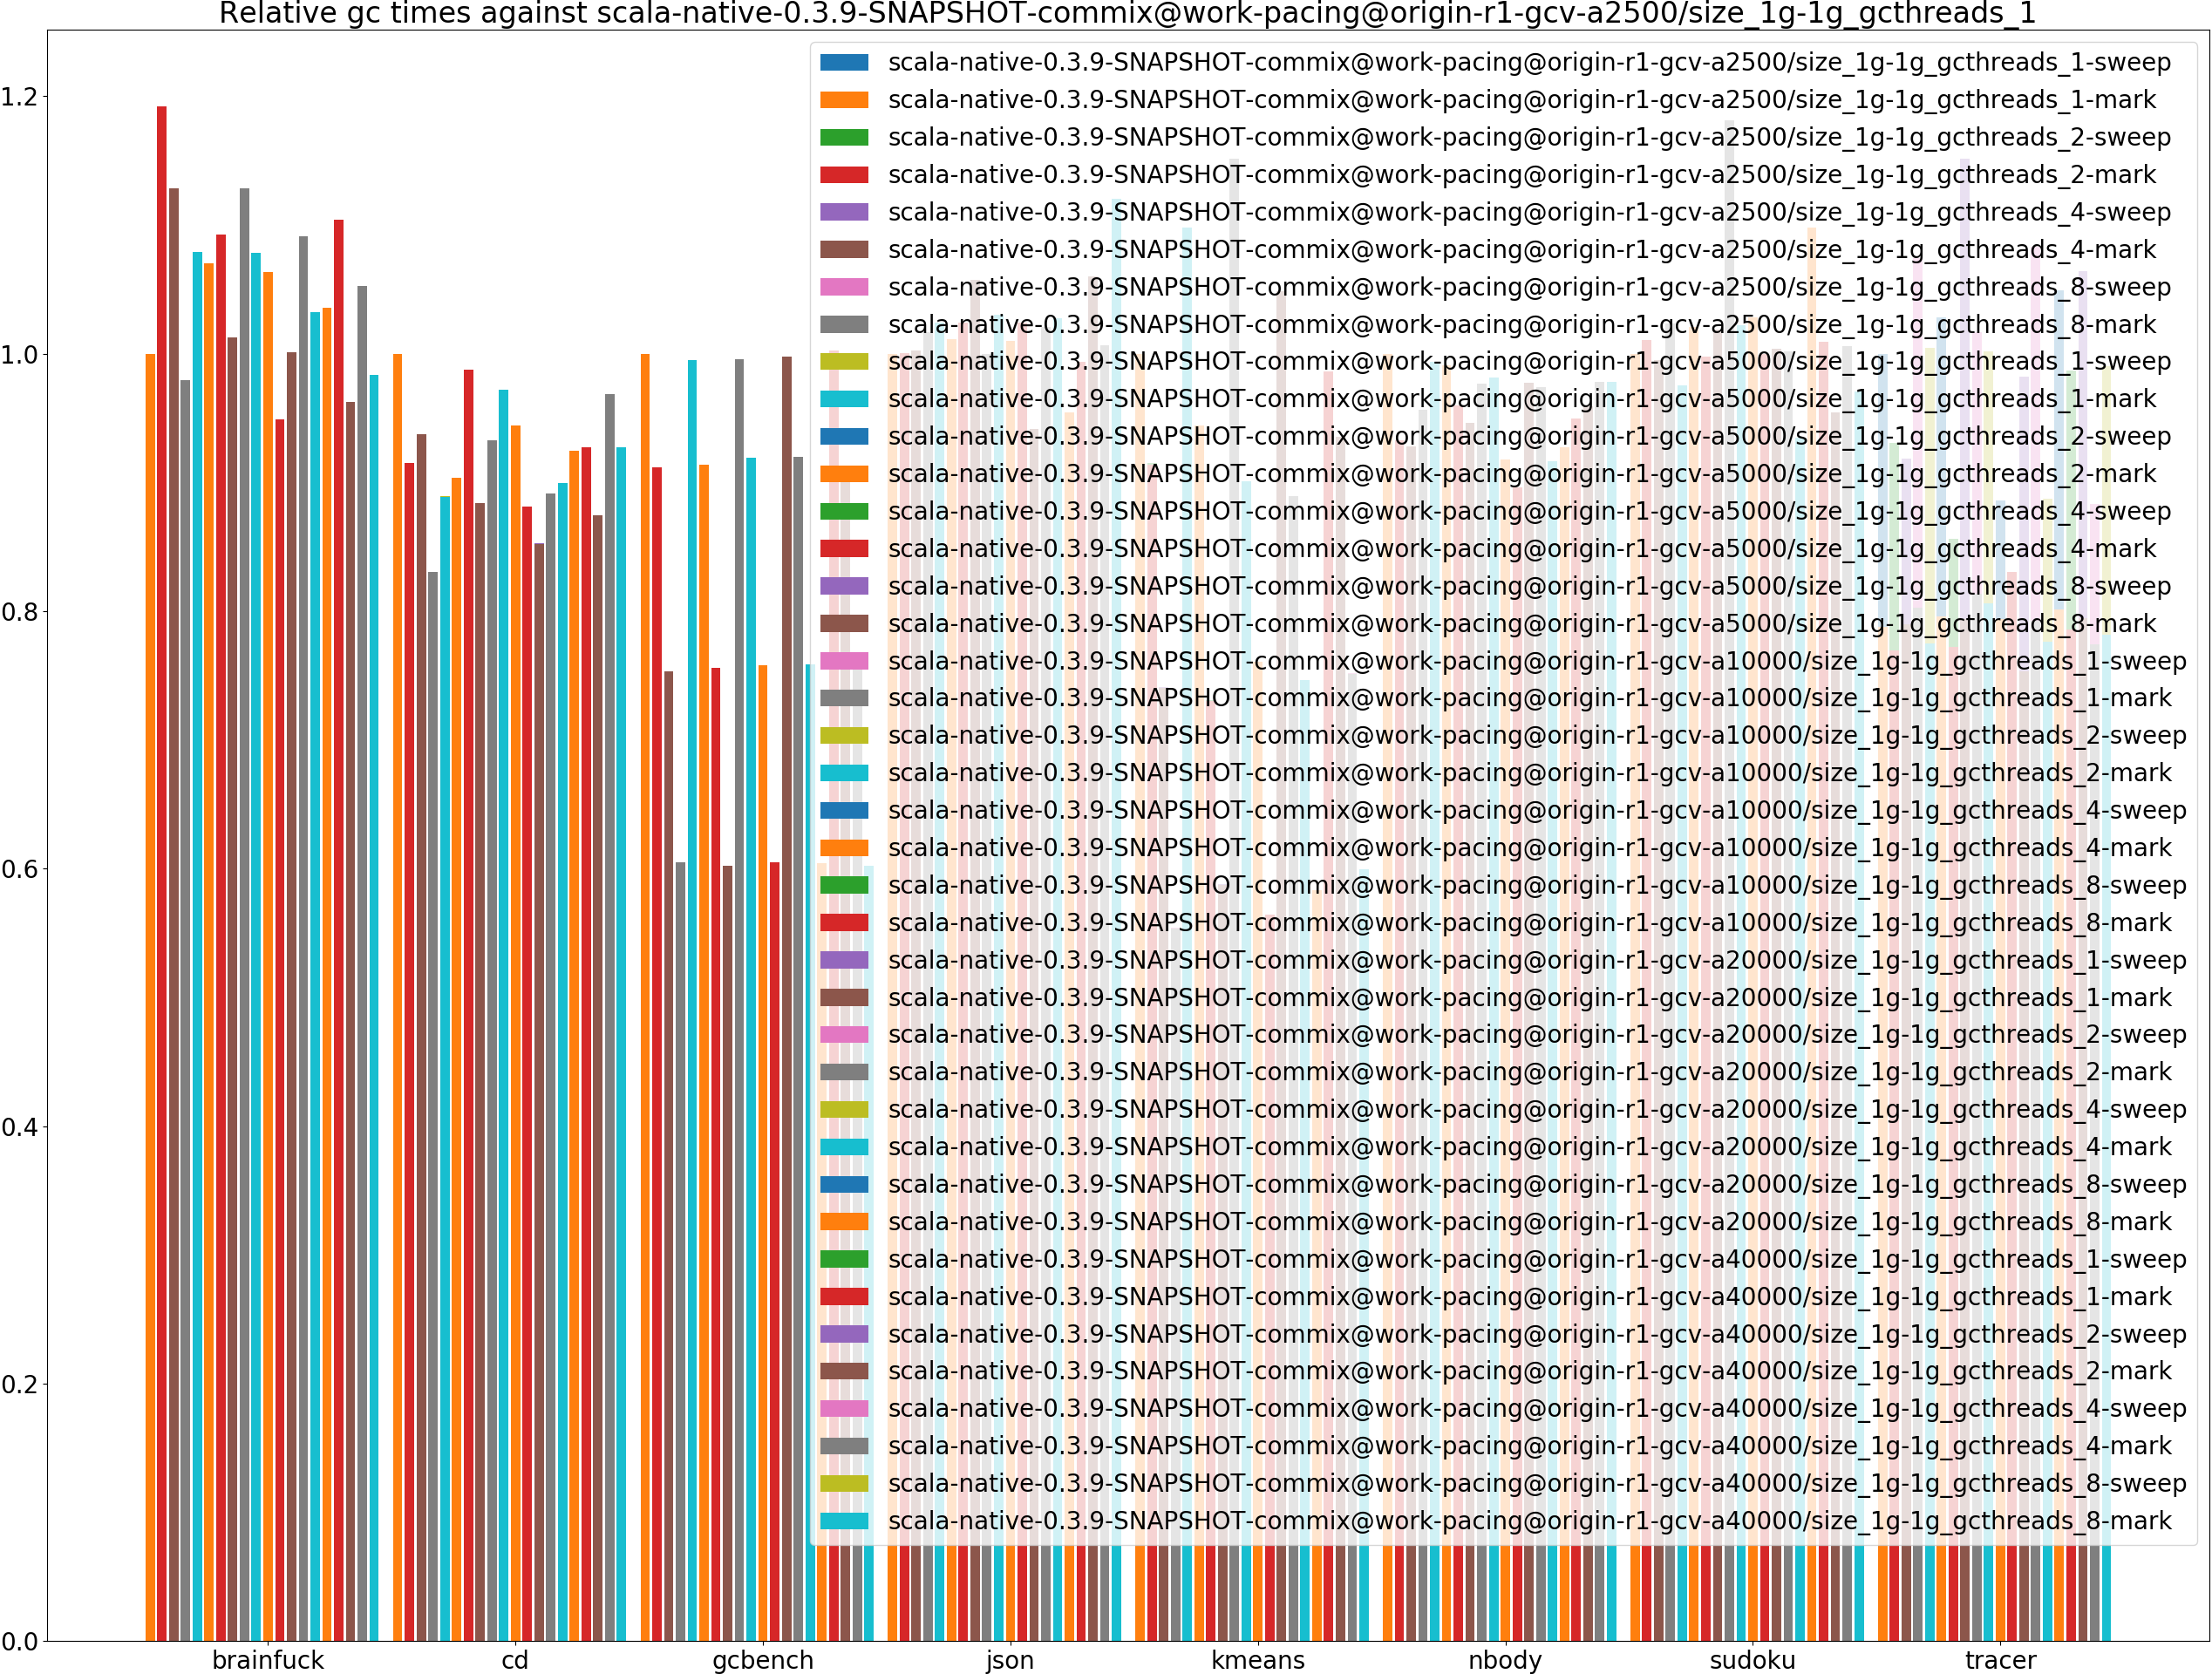 Relative gc times against scala-native-0.3.9-SNAPSHOT-commix@work-pacing@origin-r1-gcv-a2500/size_1g-1g_gcthreads_1
scala-native-0.3.9-SNAPSHOT-commix@work-pacing@origin-r1-gcv-a2500/size_1g-1g_gcthreads_1-sweep
scala-native-0.3.9-SNAPSHOT-commix@work-pacing@origin-r1-gcv-a2500/size_1g-1g_gcthreads_1-mark
scala-native-0.3.9-SNAPSHOT-commix@work-pacing@origin-r1-gcv-a2500/size_1g-1g_gcthreads_2-sweep
scala-native-0.3.9-SNAPSHOT-commix@work-pacing@origin-r1-gcv-a2500/size_1g-1g_gcthreads_2-mark
scala-native-0.3.9-SNAPSHOT-commix@work-pacing@origin-r1-gcv-a2500/size_1g-1g_gcthreads_4-sweep
scala-native-0.3.9-SNAPSHOT-commix@work-pacing@origin-r1-gcv-a2500/size_1g-1g_gcthreads_4-mark
scala-native-0.3.9-SNAPSHOT-commix@work-pacing@origin-r1-gcv-a2500/size_1g-1g_gcthreads_8-sweep
scala-native-0.3.9-SNAPSHOT-commix@work-pacing@origin-r1-gcv-a2500/size_1g-1g_gcthreads_8-mark
scala-native-0.3.9-SNAPSHOT-commix@work-pacing@origin-r1-gcv-a5000/size_1g-1g_gcthreads_1-sweep
scala-native-0.3.9-SNAPSHOT-commix@work-pacing@origin-r1-gcv-a5000/size_1g-1g_gcthreads_1-mark
scala-native-0.3.9-SNAPSHOT-commix@work-pacing@origin-r1-gcv-a5000/size_1g-1g_gcthreads_2-sweep
scala-native-0.3.9-SNAPSHOT-commix@work-pacing@origin-r1-gcv-a5000/size_1g-1g_gcthreads_2-mark
scala-native-0.3.9-SNAPSHOT-commix@work-pacing@origin-r1-gcv-a5000/size_1g-1g_gcthreads_4-sweep
scala-native-0.3.9-SNAPSHOT-commix@work-pacing@origin-r1-gcv-a5000/size_1g-1g_gcthreads_4-mark
scala-native-0.3.9-SNAPSHOT-commix@work-pacing@origin-r1-gcv-a5000/size_1g-1g_gcthreads_8-sweep
scala-native-0.3.9-SNAPSHOT-commix@work-pacing@origin-r1-gcv-a5000/size_1g-1g_gcthreads_8-mark
scala-native-0.3.9-SNAPSHOT-commix@work-pacing@origin-r1-gcv-a10000/size_1g-1g_gcthreads_1-sweep
scala-native-0.3.9-SNAPSHOT-commix@work-pacing@origin-r1-gcv-a10000/size_1g-1g_gcthreads_1-mark
scala-native-0.3.9-SNAPSHOT-commix@work-pacing@origin-r1-gcv-a10000/size_1g-1g_gcthreads_2-sweep
scala-native-0.3.9-SNAPSHOT-commix@work-pacing@origin-r1-gcv-a10000/size_1g-1g_gcthreads_2-mark
scala-native-0.3.9-SNAPSHOT-commix@work-pacing@origin-r1-gcv-a10000/size_1g-1g_gcthreads_4-sweep
scala-native-0.3.9-SNAPSHOT-commix@work-pacing@origin-r1-gcv-a10000/size_1g-1g_gcthreads_4-mark
scala-native-0.3.9-SNAPSHOT-commix@work-pacing@origin-r1-gcv-a10000/size_1g-1g_gcthreads_8-sweep
scala-native-0.3.9-SNAPSHOT-commix@work-pacing@origin-r1-gcv-a10000/size_1g-1g_gcthreads_8-mark
scala-native-0.3.9-SNAPSHOT-commix@work-pacing@origin-r1-gcv-a20000/size_1g-1g_gcthreads_1-sweep
scala-native-0.3.9-SNAPSHOT-commix@work-pacing@origin-r1-gcv-a20000/size_1g-1g_gcthreads_1-mark
scala-native-0.3.9-SNAPSHOT-commix@work-pacing@origin-r1-gcv-a20000/size_1g-1g_gcthreads_2-sweep
scala-native-0.3.9-SNAPSHOT-commix@work-pacing@origin-r1-gcv-a20000/size_1g-1g_gcthreads_2-mark
scala-native-0.3.9-SNAPSHOT-commix@work-pacing@origin-r1-gcv-a20000/size_1g-1g_gcthreads_4-sweep
scala-native-0.3.9-SNAPSHOT-commix@work-pacing@origin-r1-gcv-a20000/size_1g-1g_gcthreads_4-mark
scala-native-0.3.9-SNAPSHOT-commix@work-pacing@origin-r1-gcv-a20000/size_1g-1g_gcthreads_8-sweep
scala-native-0.3.9-SNAPSHOT-commix@work-pacing@origin-r1-gcv-a20000/size_1g-1g_gcthreads_8-mark
scala-native-0.3.9-SNAPSHOT-commix@work-pacing@origin-r1-gcv-a40000/size_1g-1g_gcthreads_1-sweep
scala-native-0.3.9-SNAPSHOT-commix@work-pacing@origin-r1-gcv-a40000/size_1g-1g_gcthreads_1-mark
scala-native-0.3.9-SNAPSHOT-commix@work-pacing@origin-r1-gcv-a40000/size_1g-1g_gcthreads_2-sweep
scala-native-0.3.9-SNAPSHOT-commix@work-pacing@origin-r1-gcv-a40000/size_1g-1g_gcthreads_2-mark
scala-native-0.3.9-SNAPSHOT-commix@work-pacing@origin-r1-gcv-a40000/size_1g-1g_gcthreads_4-sweep
scala-native-0.3.9-SNAPSHOT-commix@work-pacing@origin-r1-gcv-a40000/size_1g-1g_gcthreads_4-mark
scala-native-0.3.9-SNAPSHOT-commix@work-pacing@origin-r1-gcv-a40000/size_1g-1g_gcthreads_8-sweep
scala-native-0.3.9-SNAPSHOT-commix@work-pacing@origin-r1-gcv-a40000/size_1g-1g_gcthreads_8-mark
1.2
1.0
0.8
0.6
0.4
0.2
0.0
brainfuck cd gcbench json kmeans nbody sudoku tracer